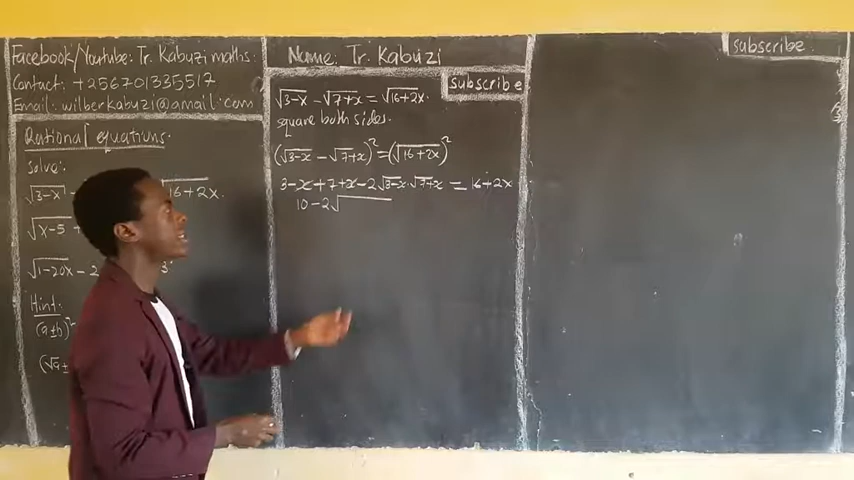 Facebook/Youtube: Tr. Kabuzi maths.
Contact: +256701335517
Email: wilberkabuzi@gmail.com
Rational equations.
Solve:
√3-x √16+2x.
√x-5
√1-20x - 2 3
Hint:
(a±b)²
(√a±
Name: Tr. Kabuzi
subscribe
√3-x - √7+x = √16+2x.
square both sides.
(√3-x - √7+x)² = (√16+2x)²
3-x+7+x-2√3-x·√7+x = 16+2x
10-2√
subscribe